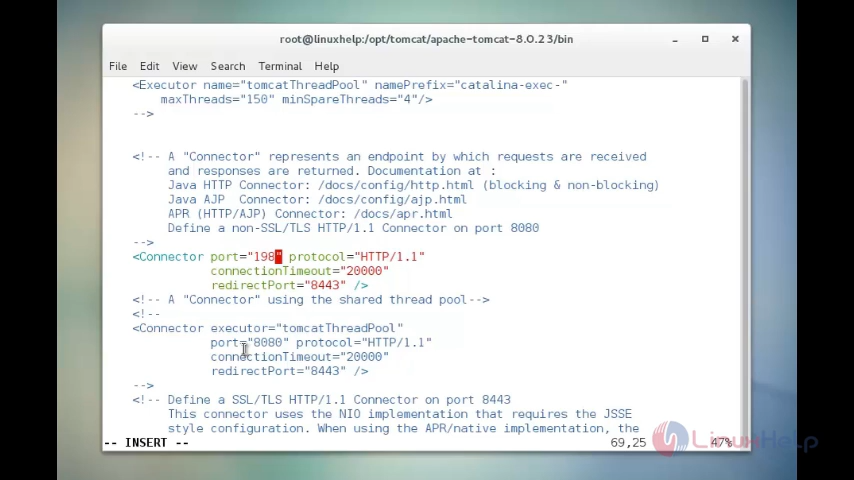 root@linuxhelp:/opt/tomcat/apache-tomcat-8.0.23/bin
File Edit View Search Terminal Help
<Executor name="tomcatThreadPool" namePrefix="catalina-exec-"
maxThreads="150" minSpareThreads="4"/>
-->
<!-- A "Connector" represents an endpoint by which requests are received
and responses are returned. Documentation at :
Java HTTP Connector: /docs/config/http.html (blocking & non-blocking)
Java AJP  Connector: /docs/config/ajp.html
APR (HTTP/AJP) Connector: /docs/apr.html
Define a non-SSL/TLS HTTP/1.1 Connector on port 8080
-->
<Connector port="198" protocol="HTTP/1.1"
connectionTimeout="20000"
redirectPort="8443" />
<!-- A "Connector" using the shared thread pool-->
<!--
<Connector executor="tomcatThreadPool"
port="8080" protocol="HTTP/1.1"
connectionTimeout="20000"
redirectPort="8443" />
-->
<!-- Define a SSL/TLS HTTP/1.1 Connector on port 8443
This connector uses the NIO implementation that requires the JSSE
style configuration. When using the APR/native implementation, the
-- INSERT -- 69,25 47%
LinuxHelp